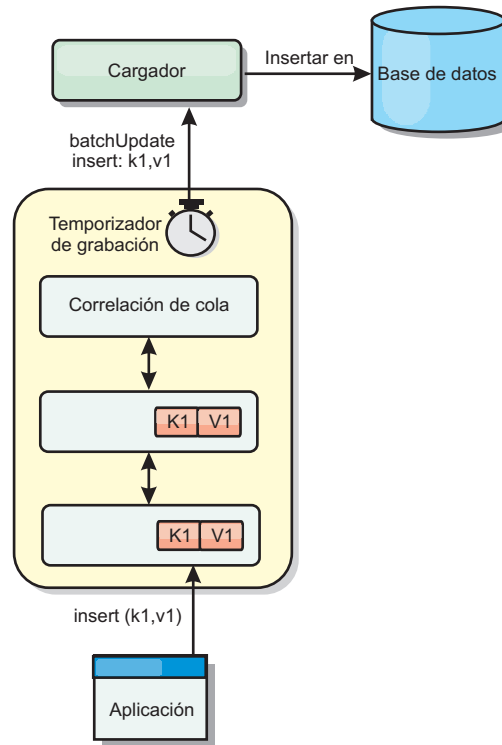 Cargador
Insertar en
Base de datos
batchUpdate
insert: k1,v1
Temporizador
de grabación
Correlación de cola
K1 V1
K1 V1
insert (k1,v1)
Aplicación